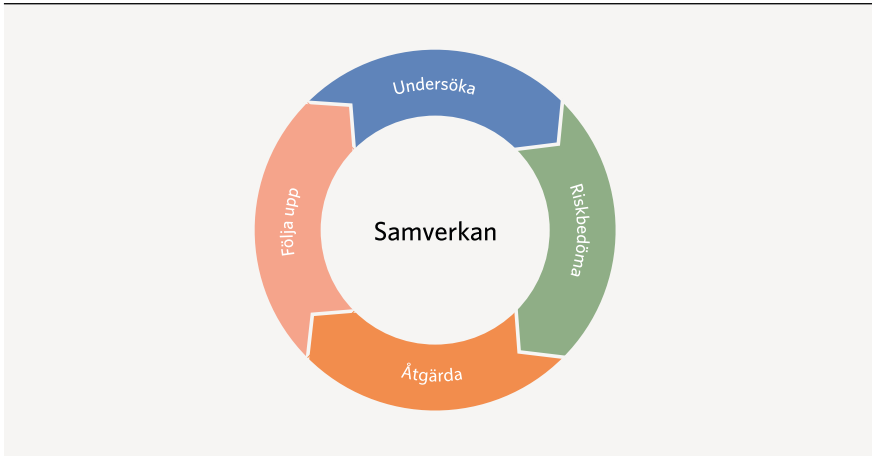 Undersöka
Riskbedöma
Samverkan
Följa upp
Åtgärda